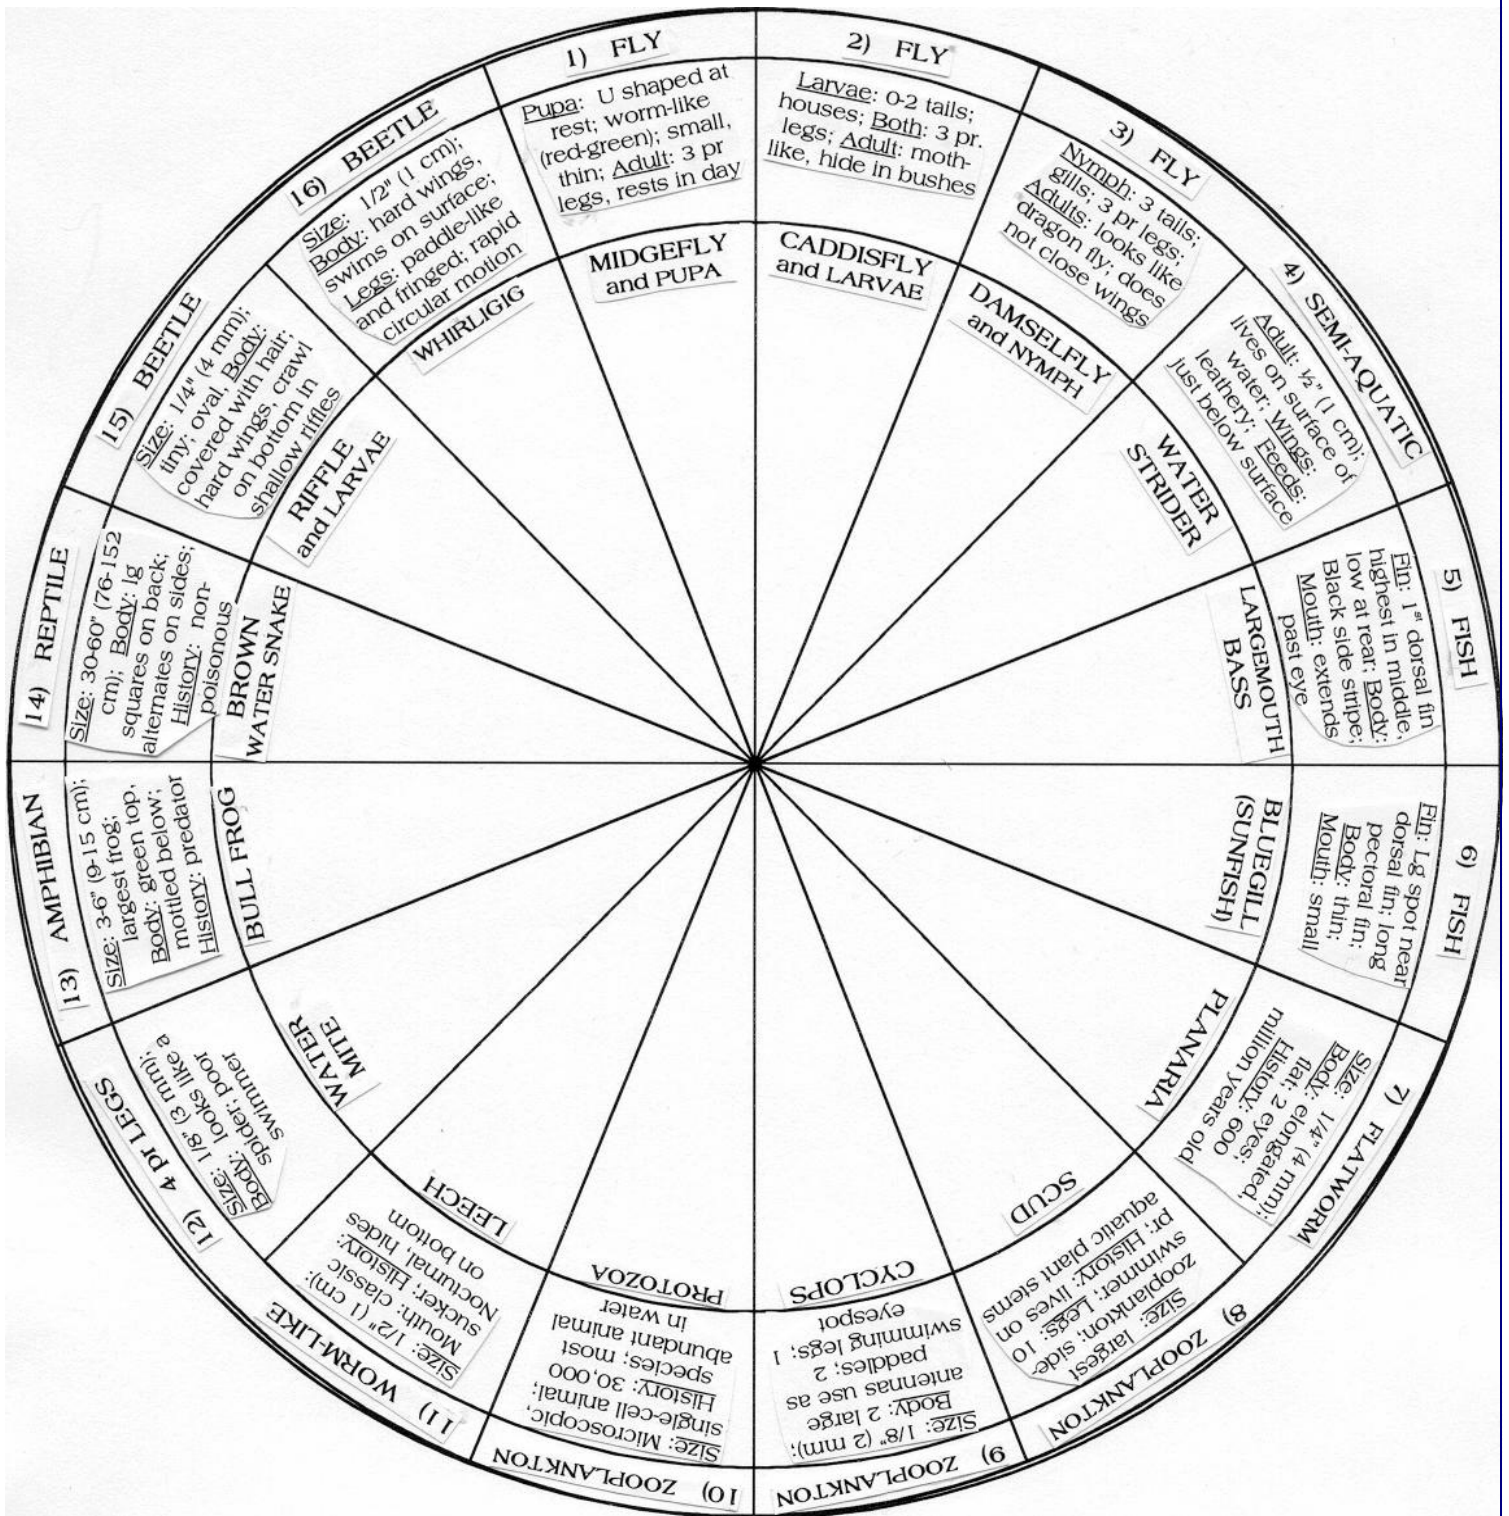 1) FLY
Pupa: U shaped at
rest; worm-like
(red-green); small,
thin; Adult: 3 pr
legs, rests in day
MIDGEFLY
and PUPA
2) FLY
Larvae: 0-2 tails;
houses; Both: 3 pr.
legs; Adult: moth-
like, hide in bushes
CADDISFLY
and LARVAE
3) FLY
Nymph: 3 tails;
gills; 3 pr legs;
Adults: looks like
dragon fly; does
not close wings
DAMSELFLY
and NYMPH
4) SEMI-AQUATIC
Adult: ½" (1 cm);
lives on surface of
water; Wings:
leathery; Feeds:
just below surface
WATER
STRIDER
5) FISH
Fin: 1st dorsal fin
highest in middle,
low at rear; Body:
Black side stripe;
Mouth: extends
past eye
LARGEMOUTH
BASS
6) FISH
Fin: Lg spot near
dorsal fin; long
pectoral fin;
Body: thin;
Mouth: small
BLUEGILL
(SUNFISH)
7) FLATWORM
Size: 1/4" (4 mm);
Body: elongated,
flat; 2 eyes;
History: 600
million years old
PLANARIA
8) ZOOPLANKTON
Size: largest
zooplankton; side-
swimmer; Legs: 10
pr; History: lives on
aquatic plant stems
SCUD
9) ZOOPLANKTON
Size: 1/8" (2 mm);
Body: 2 large
antennas use as
paddles; 2
swimming legs; 1
eyespot
CYCLOPS
10) ZOOPLANKTON
Size: Microscopic,
single-cell animal;
History: 30,000
species; most
abundant animal
in water
PROTOZOA
11) WORM-LIKE
Size: 1/2" (1 cm);
Mouth: classic
sucker; History:
Nocturnal, hides
on bottom
LEECH
12) 4 pr LEGS
Size: 1/8" (3 mm);
Body: looks like a
spider; poor
swimmer
WATER
MITE
13) AMPHIBIAN
Size: 3-6" (9-15 cm);
largest frog;
Body: green top,
mottled below;
History: predator
BULL FROG
14) REPTILE
Size: 30-60" (76-152
cm); Body: lg
squares on back;
alternates on sides;
History: non-
poisonous
BROWN
WATER SNAKE
15) BEETLE
Size: 1/4" (4 mm);
tiny; oval, Body:
covered with hair;
hard wings, crawl
on bottom in
shallow riffles
RIFFLE
and LARVAE
16) BEETLE
Size: 1/2" (1 cm);
Body: hard wings,
swims on surface;
Legs: paddle-like
and fringed; rapid
circular motion
WHIRLIGIG